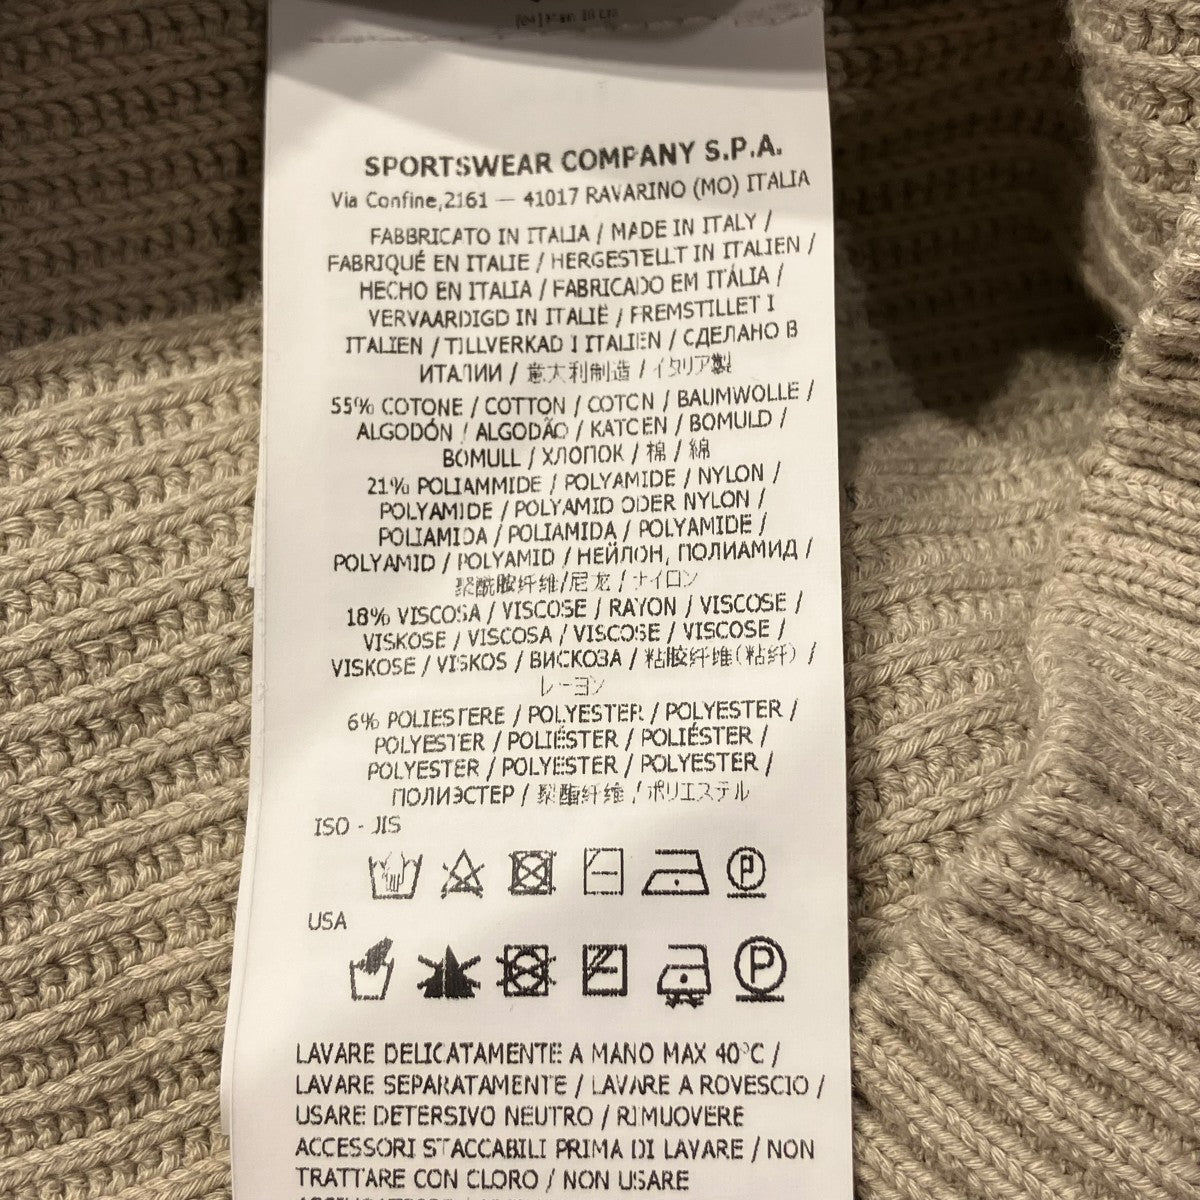 SPORTSWEAR COMPANY S.P.A.
Via Confine,2161 — 41017 RAVARINO (MO) ITALIA
FABBRICATO IN ITALIA / MADE IN ITALY /
FABRIQUÉ EN ITALIE / HERGESTELLT IN ITALIEN /
HECHO EN ITALIA / FABRICADO EM ITÁLIA /
VERVAARDIGD IN ITALIË / FREMSTILLET I
ITALIEN / TILLVERKAD I ITALIEN / СДЕЛАНО В
ИТАЛИИ / 意大利制造 / イタリア製
55% COTONE / COTTON / COTON / BAUMWOLLE /
ALGODÓN / ALGODÃO / KATOEN / BOMULD /
BOMULL / ХЛОПОК / 棉 / 綿
21% POLIAMMIDE / POLYAMIDE / NYLON /
POLYAMIDE / POLYAMID ODER NYLON /
POLIAMIDA / POLIAMIDA / POLYAMIDE /
POLYAMID / POLYAMID / НЕЙЛОН, ПОЛИАМИД /
聚酰胺纤维/尼龙 / ナイロン
18% VISCOSA / VISCOSE / RAYON / VISCOSE /
VISKOSE / VISCOSA / VISCOSE / VISCOSE /
VISKOSE / VISKOS / ВИСКОЗА / 粘胶纤维(粘纤) /
レーヨン
6% POLIESTERE / POLYESTER / POLYESTER /
POLYESTER / POLIÉSTER / POLIÉSTER /
POLYESTER / POLYESTER / POLYESTER /
ПОЛИЭСТЕР / 聚酯纤维 / ポリエステル
ISO - JIS
P
USA
P
LAVARE DELICATAMENTE A MANO MAX 40°C /
LAVARE SEPARATAMENTE / LAVARE A ROVESCIO /
USARE DETERSIVO NEUTRO / RIMUOVERE
ACCESSORI STACCABILI PRIMA DI LAVARE / NON
TRATTARE CON CLORO / NON USARE